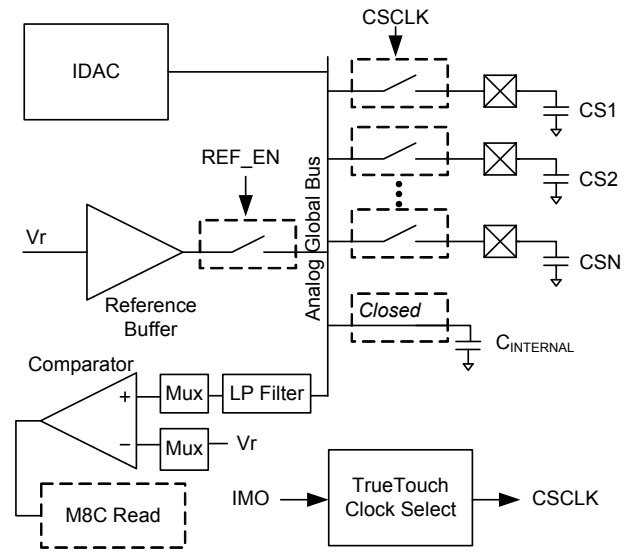 CSCLK
IDAC
CS1
REF_EN
CS2
Analog Global Bus
Vr
CSN
Reference
Buffer
Closed
CINTERNAL
Comparator
+
Mux
LP Filter
−
Mux
Vr
M8C Read
IMO
TrueTouch
Clock Select
CSCLK